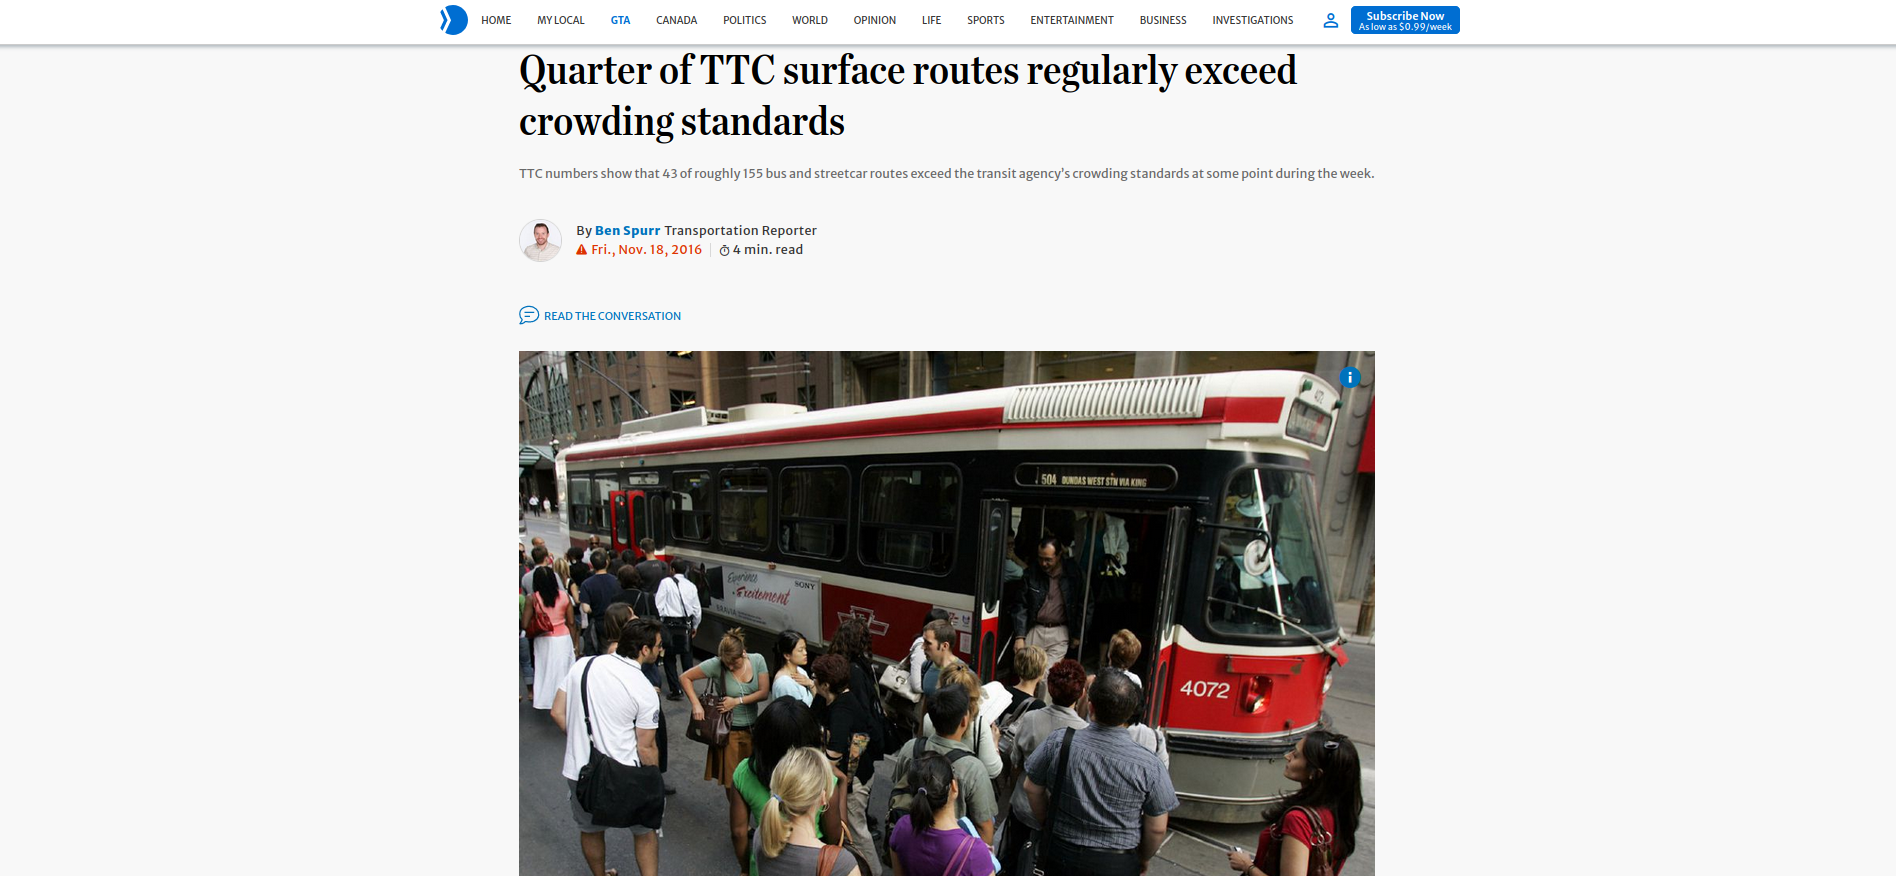 HOME MY LOCAL GTA CANADA POLITICS WORLD OPINION LIFE SPORTS ENTERTAINMENT BUSINESS INVESTIGATIONS
Subscribe Now
As low as $0.99/week
Quarter of TTC surface routes regularly exceed
crowding standards
TTC numbers show that 43 of roughly 155 bus and streetcar routes exceed the transit agency’s crowding standards at some point during the week.
By Ben Spurr Transportation Reporter
Fri., Nov. 18, 2016 4 min. read
READ THE CONVERSATION
504 DUNDAS WEST STN VIA KING
Experience
Excitement
SONY
4072